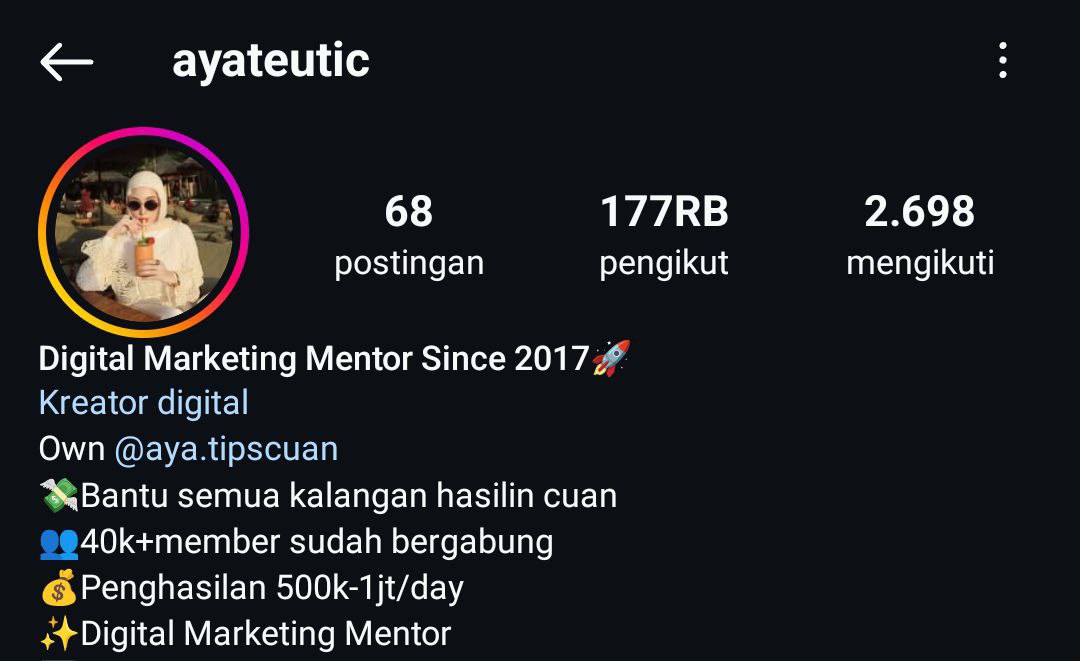 ayateutic
68 177RB 2.698
postingan pengikut mengikuti
Digital Marketing Mentor Since 2017🚀
Kreator digital
Own @aya.tipscuan
💸Bantu semua kalangan hasilin cuan
👥40k+member sudah bergabung
💰Penghasilan 500k-1jt/day
✨Digital Marketing Mentor